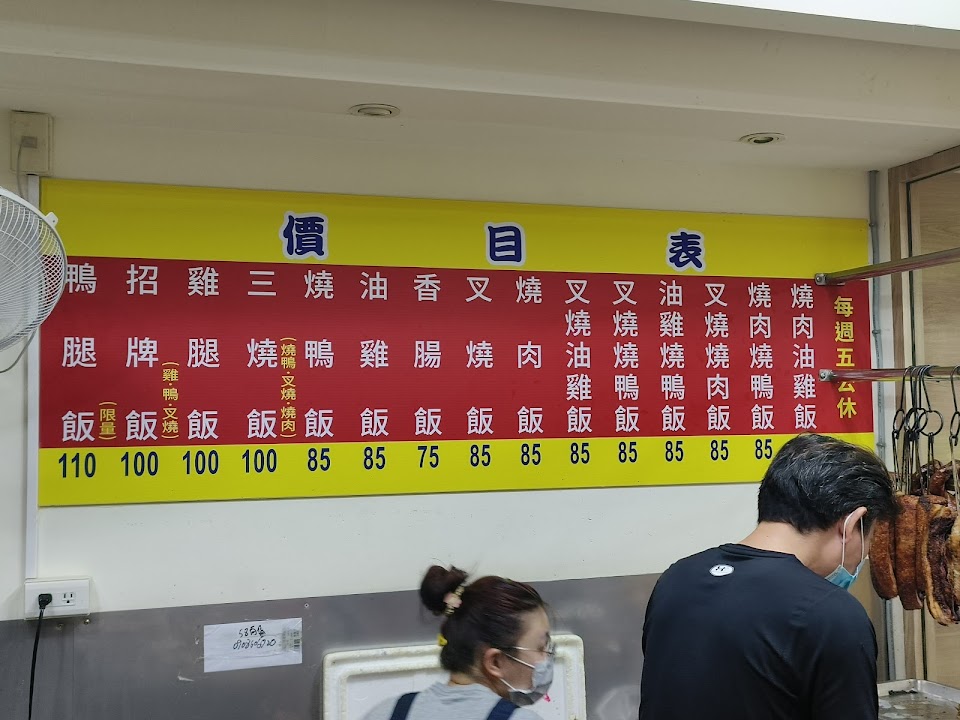 價目表
鴨腿飯
(限量)
110
招牌飯
(雞·鴨·叉燒)
100
雞腿飯
100
三燒飯
(燒鴨·叉燒·燒肉)
100
燒鴨飯
85
油雞飯
85
香腸飯
75
叉燒飯
85
燒肉飯
85
叉燒油雞飯
85
叉燒燒鴨飯
85
油雞燒鴨飯
85
叉燒燒肉飯
85
燒肉燒鴨飯
85
燒肉油雞飯
每週五公休